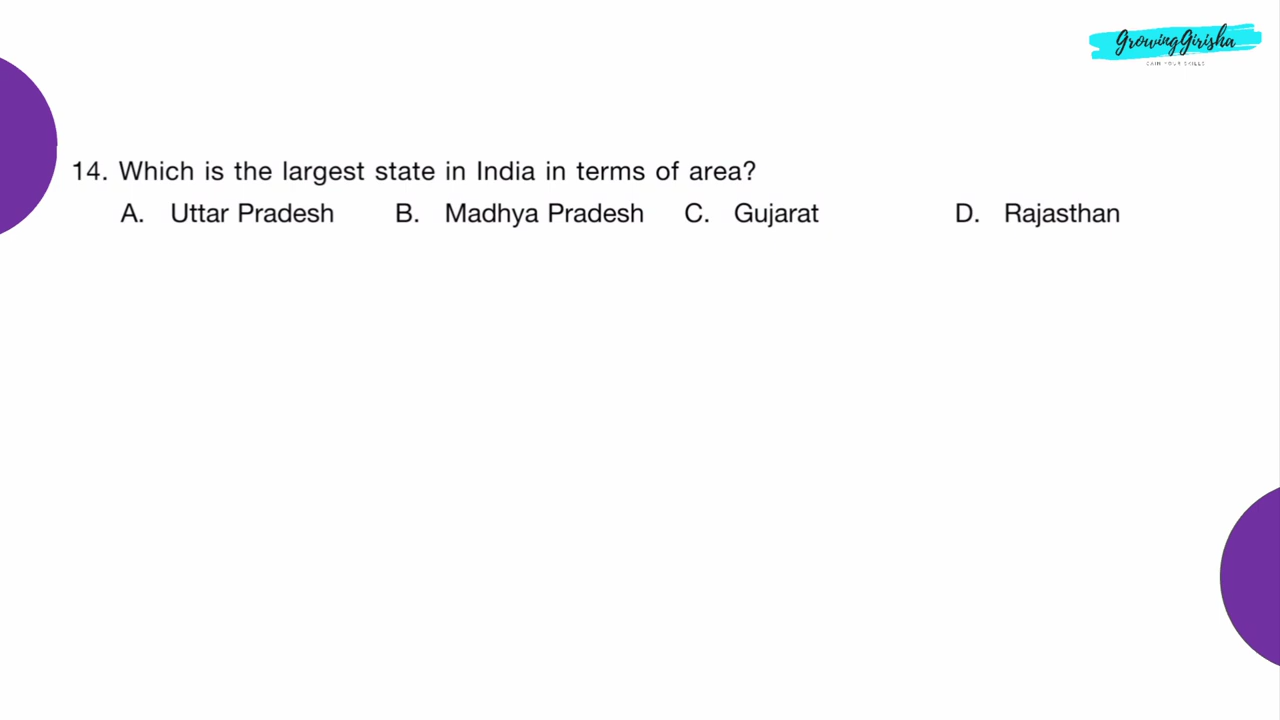 GrowingGirisha
GAIN YOUR SKILLS
14. Which is the largest state in India in terms of area?
A. Uttar Pradesh B. Madhya Pradesh C. Gujarat D. Rajasthan